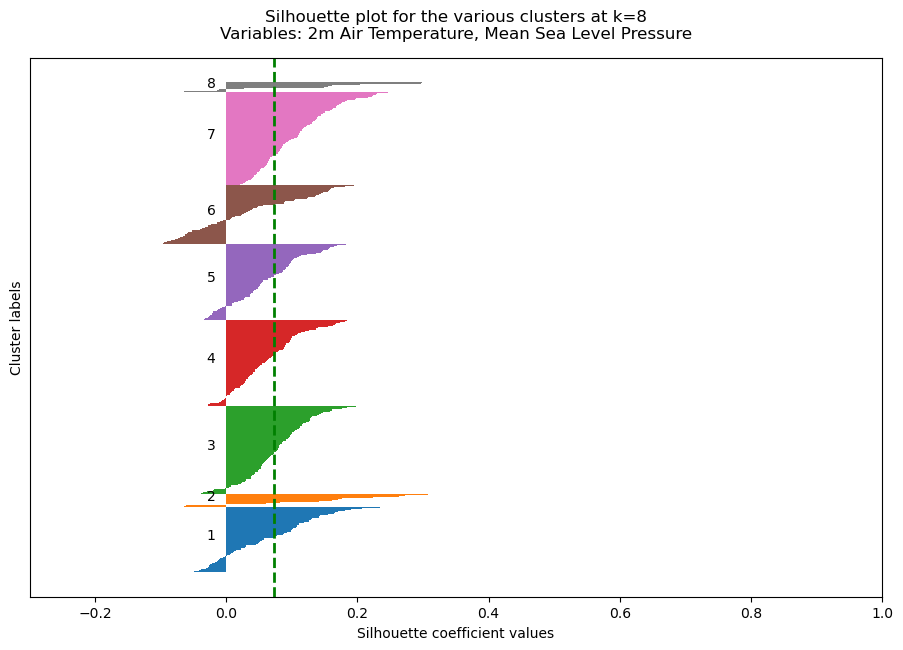 Silhouette plot for the various clusters at k=8
Variables: 2m Air Temperature, Mean Sea Level Pressure
8
7
6
5
4
3
2
1
Cluster labels
−0.2 0.0 0.2 0.4 0.6 0.8 1.0
Silhouette coefficient values